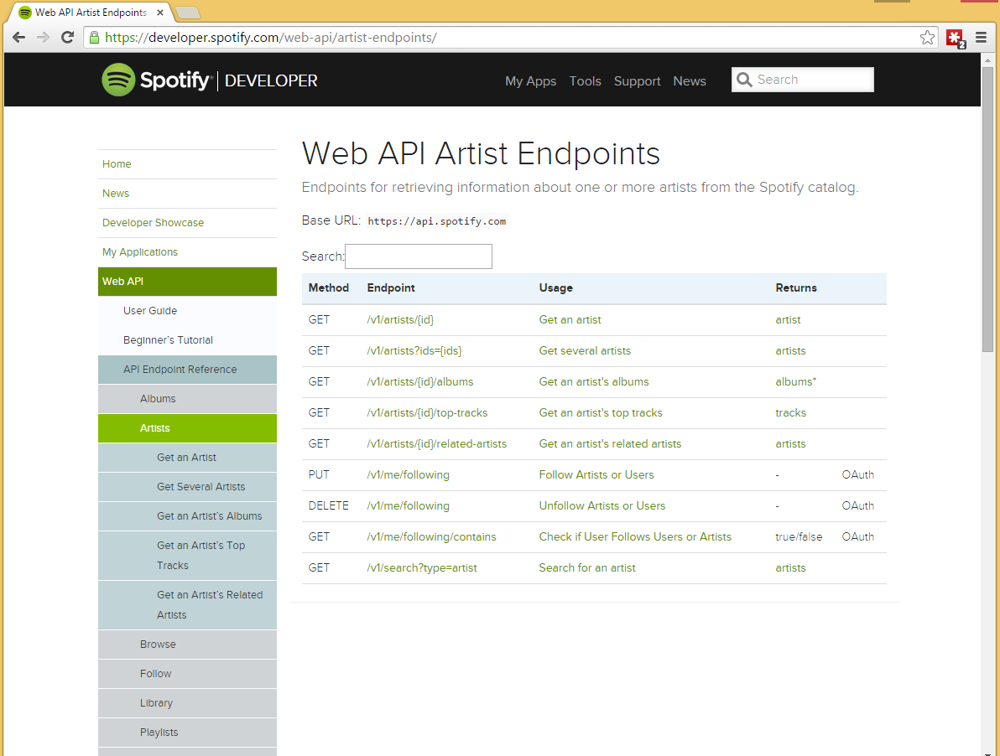 Web API Artist Endpoints
https://developer.spotify.com/web-api/artist-endpoints/
2
Spotify | DEVELOPER
My Apps Tools Support News Search
Home
News
Developer Showcase
My Applications
Web API
User Guide
Beginner's Tutorial
API Endpoint Reference
Albums
Artists
Get an Artist
Get Several Artists
Get an Artist's Albums
Get an Artist's Top
Tracks
Get an Artist's Related
Artists
Browse
Follow
Library
Playlists
Web API Artist Endpoints
Endpoints for retrieving information about one or more artists from the Spotify catalog.
Base URL: https://api.spotify.com
Search:
Method Endpoint Usage Returns
GET /v1/artists/{id} Get an artist artist
GET /v1/artists?ids={ids} Get several artists artists
GET /v1/artists/{id}/albums Get an artist's albums albums*
GET /v1/artists/{id}/top-tracks Get an artist's top tracks tracks
GET /v1/artists/{id}/related-artists Get an artist's related artists artists
PUT /v1/me/following Follow Artists or Users - OAuth
DELETE /v1/me/following Unfollow Artists or Users - OAuth
GET /v1/me/following/contains Check if User Follows Users or Artists true/false OAuth
GET /v1/search?type=artist Search for an artist artists